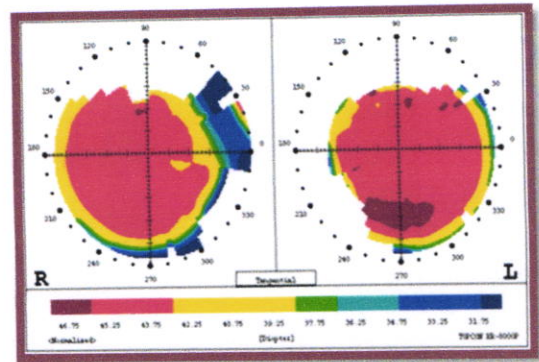 90 90
120 60 120 60
150 30 150 30
180 0 180 0
210 330 210 330
240 300 240 300
270 270
R Tangential L
46.75 45.25 43.75 42.25 40.75 39.25 37.75 36.25 34.75 33.25 31.75
<Normalized> [Diopter] TOPCON KR-8000P